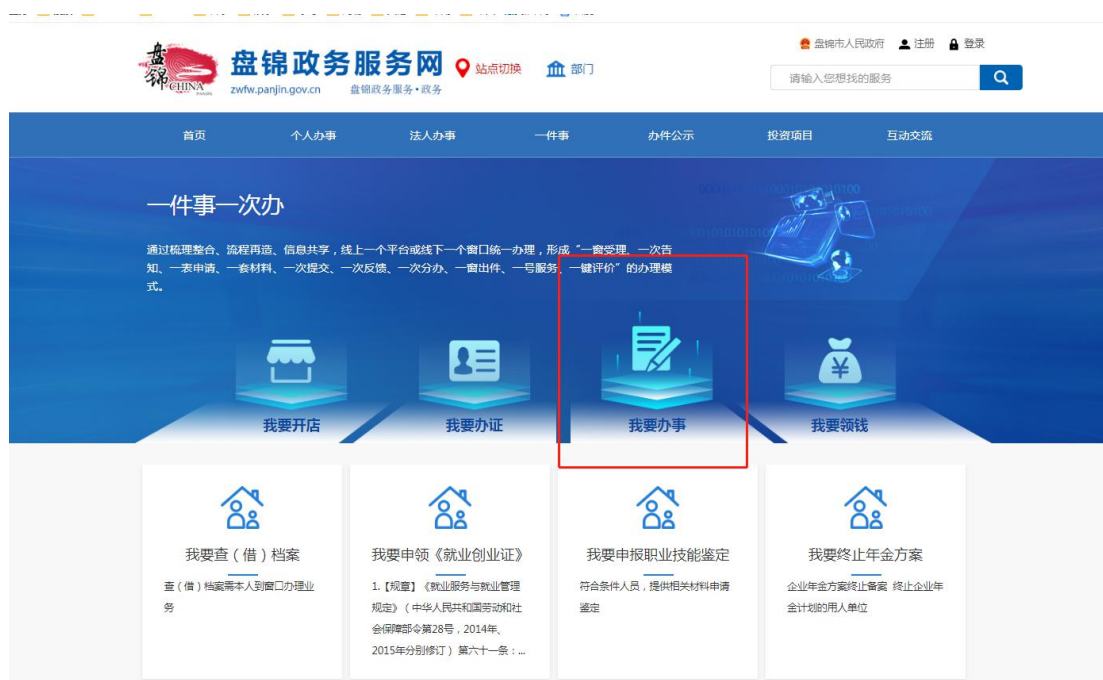 盘锦市人民政府 注册 登录
盘锦
CHINA
PANJIN
盘锦政务服务网
zwfw.panjin.gov.cn 盘锦政务服务·政务
站点切换
部门
请输入您想找的服务
首页 个人办事 法人办事 一件事 办件公示 投资项目 互动交流
一件事一次办
通过梳理整合、流程再造、信息共享，线上一个平台或线下一个窗口统一办理，形成“一窗受理、一次告
知、一表申请、一套材料、一次提交、一次反馈、一次分办、一窗出件、一号服务、一键评价”的办理模
式。
我要开店 我要办证 我要办事 我要领钱
我要查（借）档案
查（借）档案需本人到窗口办理业
务
我要申领《就业创业证》
1.【规章】《就业服务与就业管理
规定》（中华人民共和国劳动和社
会保障部令第28号，2014年、
2015年分别修订）第六十一条：...
我要申报职业技能鉴定
符合条件人员，提供相关材料申请
鉴定
我要终止年金方案
企业年金方案终止备案 终止企业年
金计划的用人单位